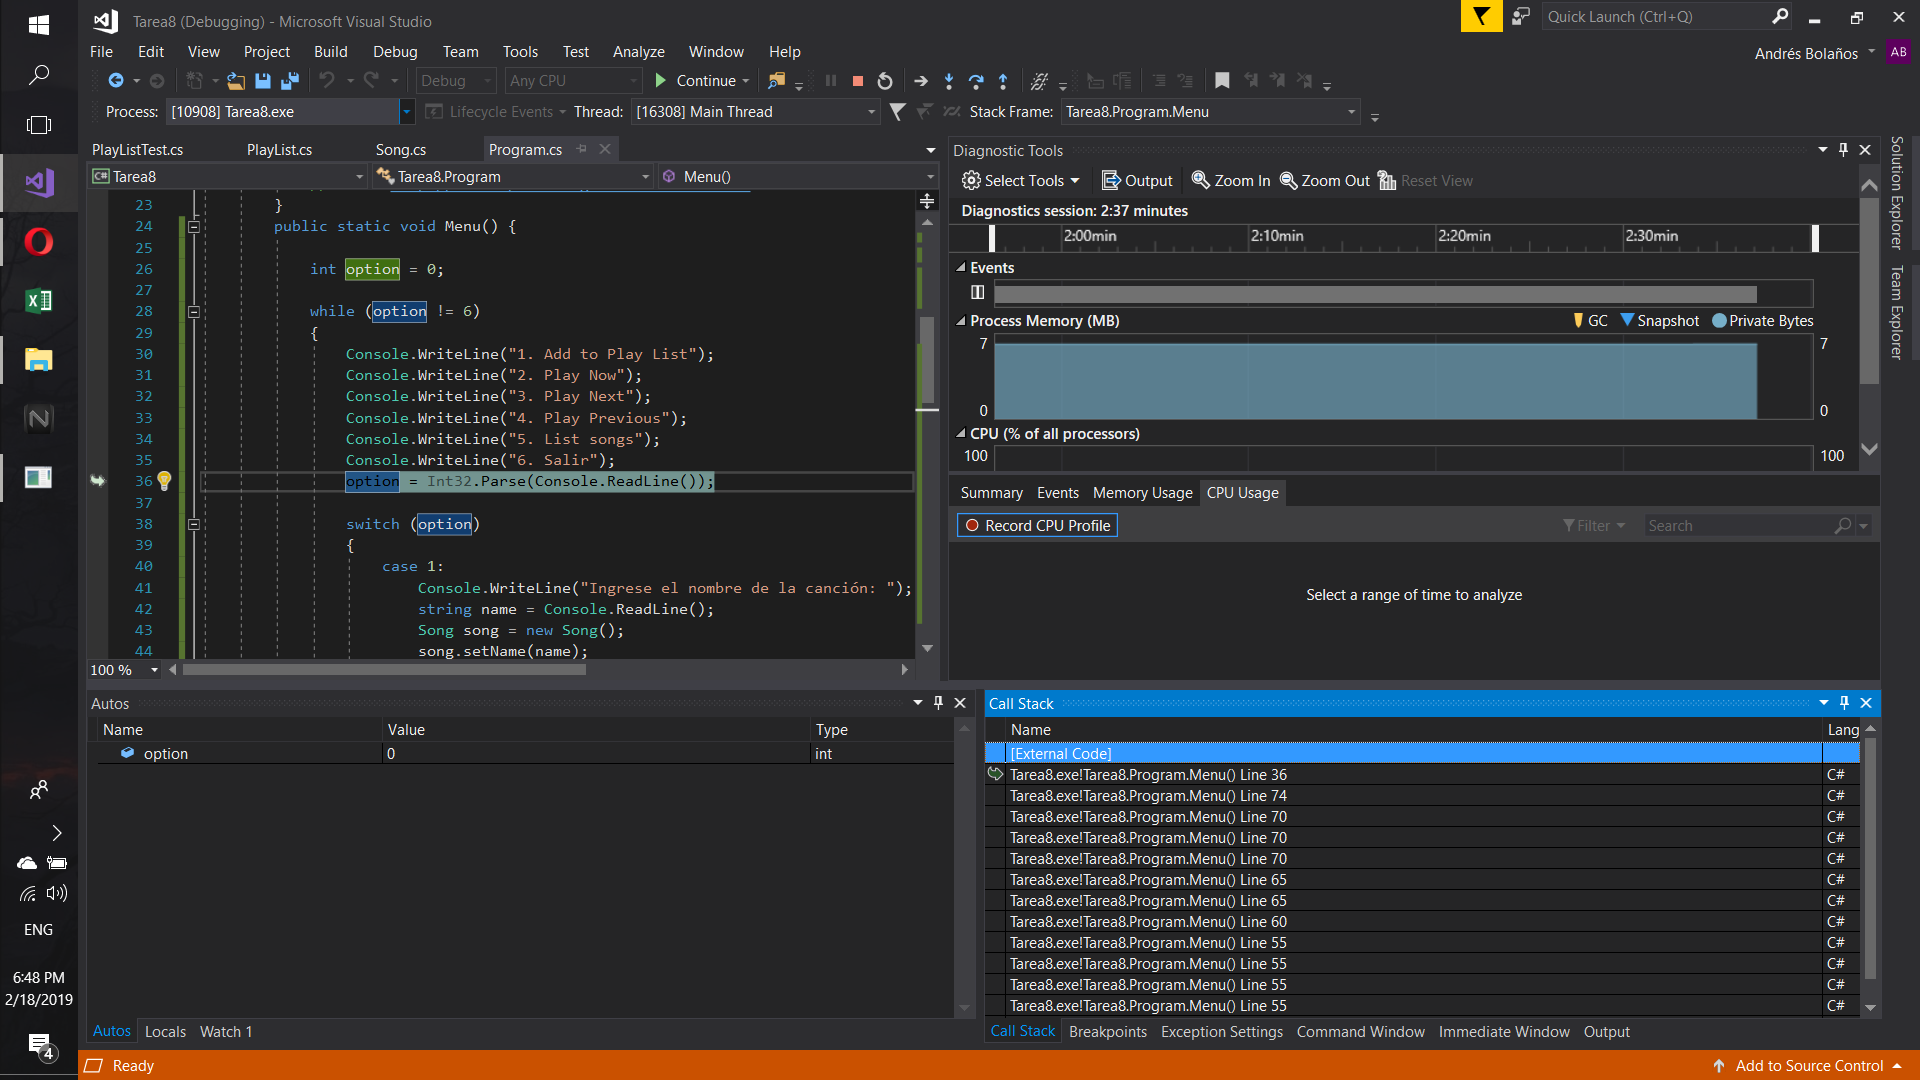 Tarea8 (Debugging) - Microsoft Visual Studio
Quick Launch (Ctrl+Q)
File Edit View Project Build Debug Team Tools Test Analyze Window Help
Andrés Bolaños AB
Debug Any CPU Continue
Process: [10908] Tarea8.exe Lifecycle Events Thread: [16308] Main Thread Stack Frame: Tarea8.Program.Menu
PlayListTest.cs PlayList.cs Song.cs Program.cs
Tarea8 Tarea8.Program Menu()
23 }
24 public static void Menu() {
25
26 int option = 0;
27
28 while (option != 6)
29 {
30 Console.WriteLine("1. Add to Play List");
31 Console.WriteLine("2. Play Now");
32 Console.WriteLine("3. Play Next");
33 Console.WriteLine("4. Play Previous");
34 Console.WriteLine("5. List songs");
35 Console.WriteLine("6. Salir");
36 option = Int32.Parse(Console.ReadLine());
37
38 switch (option)
39 {
40 case 1:
41 Console.WriteLine("Ingrese el nombre de la canción: ");
42 string name = Console.ReadLine();
43 Song song = new Song();
44 song.setName(name);
100 %
Diagnostic Tools
Select Tools Output Zoom In Zoom Out Reset View
Diagnostics session: 2:37 minutes
2:00min 2:10min 2:20min 2:30min
Events
Process Memory (MB) GC Snapshot Private Bytes
7 7
0 0
CPU (% of all processors)
100 100
Summary Events Memory Usage CPU Usage
Record CPU Profile Filter Search
Select a range of time to analyze
Solution Explorer
Team Explorer
Autos
Name Value Type
option 0 int
Autos Locals Watch 1
Call Stack
Name Lang
[External Code]
Tarea8.exe!Tarea8.Program.Menu() Line 36 C#
Tarea8.exe!Tarea8.Program.Menu() Line 74 C#
Tarea8.exe!Tarea8.Program.Menu() Line 70 C#
Tarea8.exe!Tarea8.Program.Menu() Line 70 C#
Tarea8.exe!Tarea8.Program.Menu() Line 70 C#
Tarea8.exe!Tarea8.Program.Menu() Line 65 C#
Tarea8.exe!Tarea8.Program.Menu() Line 65 C#
Tarea8.exe!Tarea8.Program.Menu() Line 60 C#
Tarea8.exe!Tarea8.Program.Menu() Line 55 C#
Tarea8.exe!Tarea8.Program.Menu() Line 55 C#
Tarea8.exe!Tarea8.Program.Menu() Line 55 C#
Tarea8.exe!Tarea8.Program.Menu() Line 55 C#
Call Stack Breakpoints Exception Settings Command Window Immediate Window Output
Ready
Add to Source Control
ENG
6:48 PM
2/18/2019
4